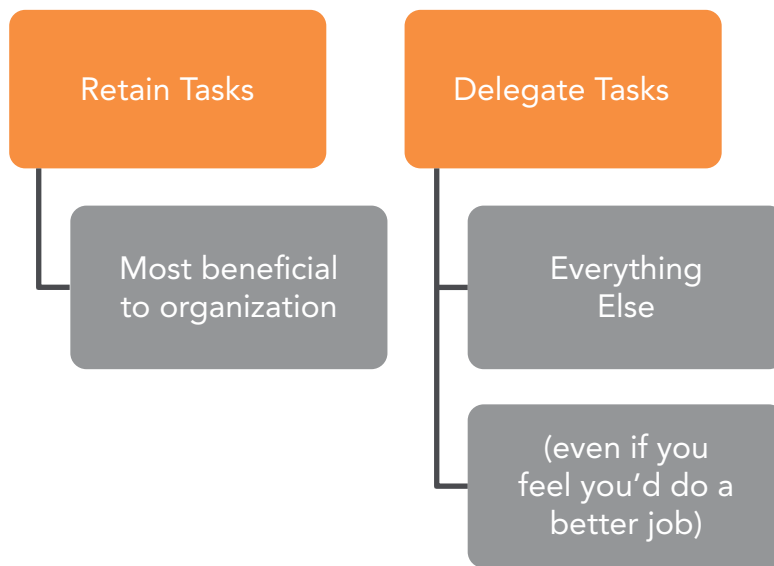 Retain Tasks
Most beneficial
to organization
Delegate Tasks
Everything
Else
(even if you
feel you’d do a
better job)